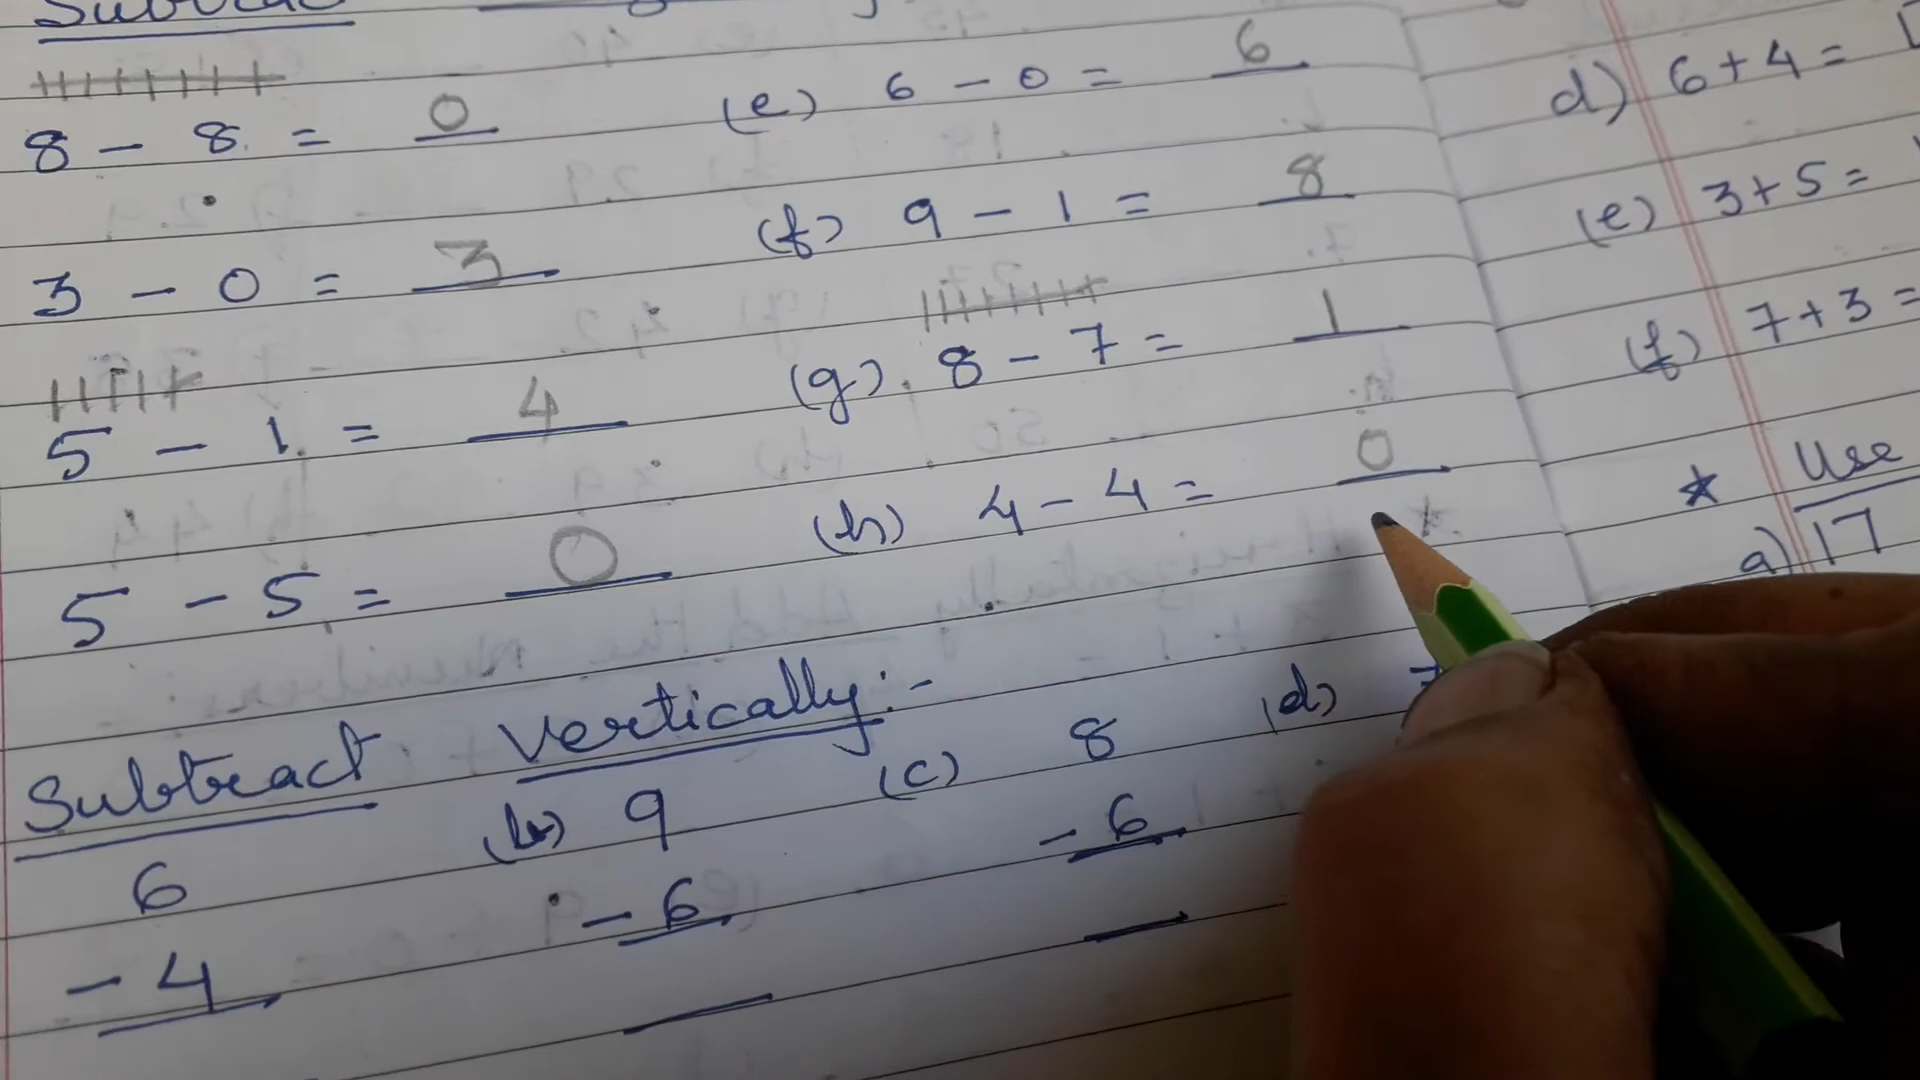 8 - 8 = 0
(e) 6 - 0 = 6
3 - 0 = 3
(f) 9 - 1 = 8
5 - 1 = 4
(g) 8 - 7 = 1
5 - 5 = 0
(h) 4 - 4 = 0
Subtract Vertically:-
6
- 4
(b) 9
- 6
(c) 8
- 6
(d)
d) 6 + 4 =
(e) 3 + 5 =
(f) 7 + 3 =
* Use
a) 17